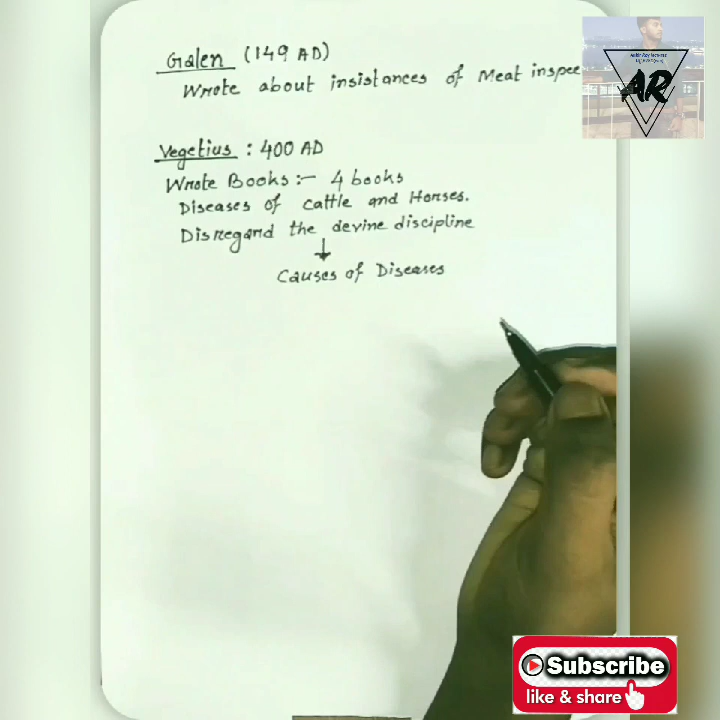 Galen (149 AD)
Wrote about insistances of Meat inspec
Vegetius : 400 AD
Wrote Books :- 4 books
Diseases of cattle and Horses.
Disregard the devine discipline
Causes of Diseases
AR
Subscribe
like & share